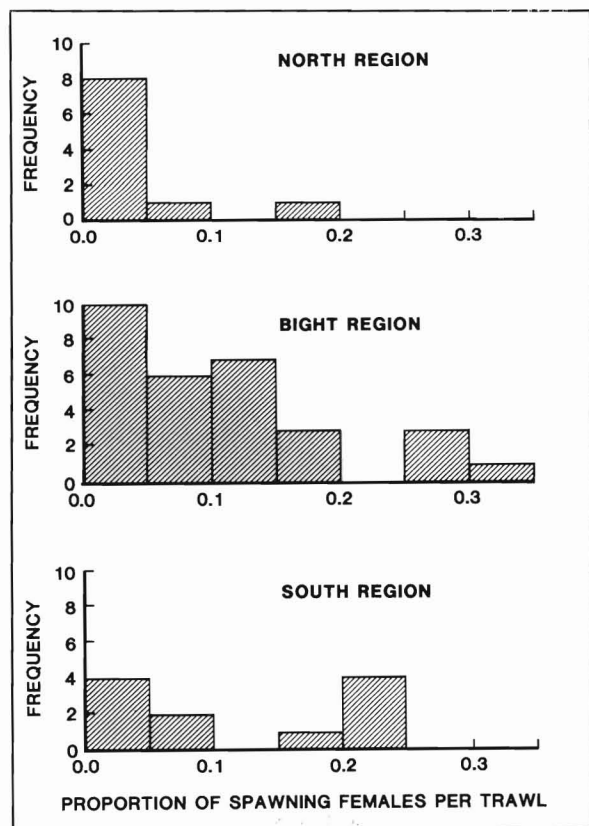 NORTH REGION
FREQUENCY
10
8
6
4
2
0
0.0 0.1 0.2 0.3
BIGHT REGION
FREQUENCY
10
8
6
4
2
0
0.0 0.1 0.2 0.3
SOUTH REGION
FREQUENCY
10
8
6
4
2
0
0.0 0.1 0.2 0.3
PROPORTION OF SPAWNING FEMALES PER TRAWL